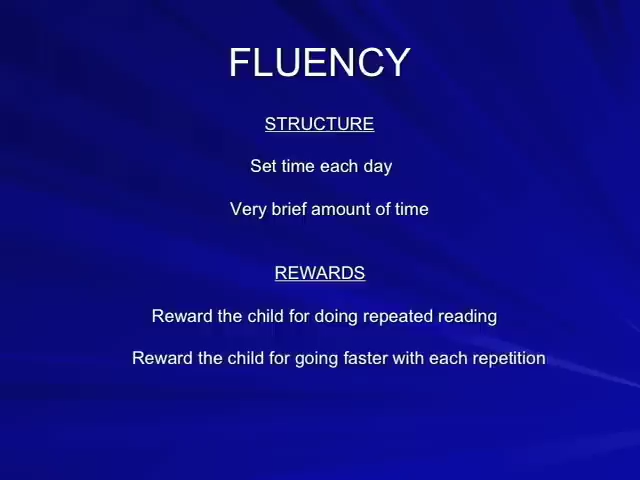 FLUENCY
STRUCTURE
Set time each day
Very brief amount of time
REWARDS
Reward the child for doing repeated reading
Reward the child for going faster with each repetition